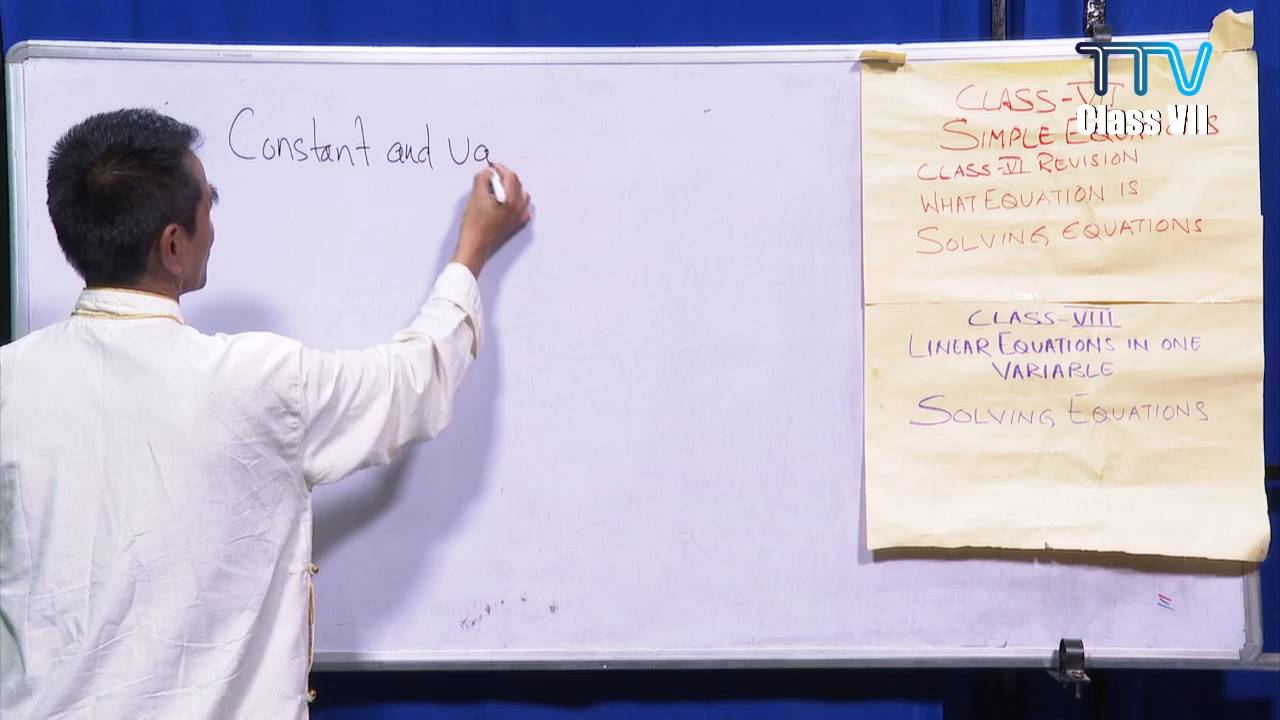 Constant and va
TTV
Class VII
CLASS-VII
SIMPLE EQUATIONS
CLASS-VI REVISION
WHAT EQUATION IS
SOLVING EQUATIONS
CLASS-VIII
LINEAR EQUATIONS IN ONE
VARIABLE
SOLVING EQUATIONS